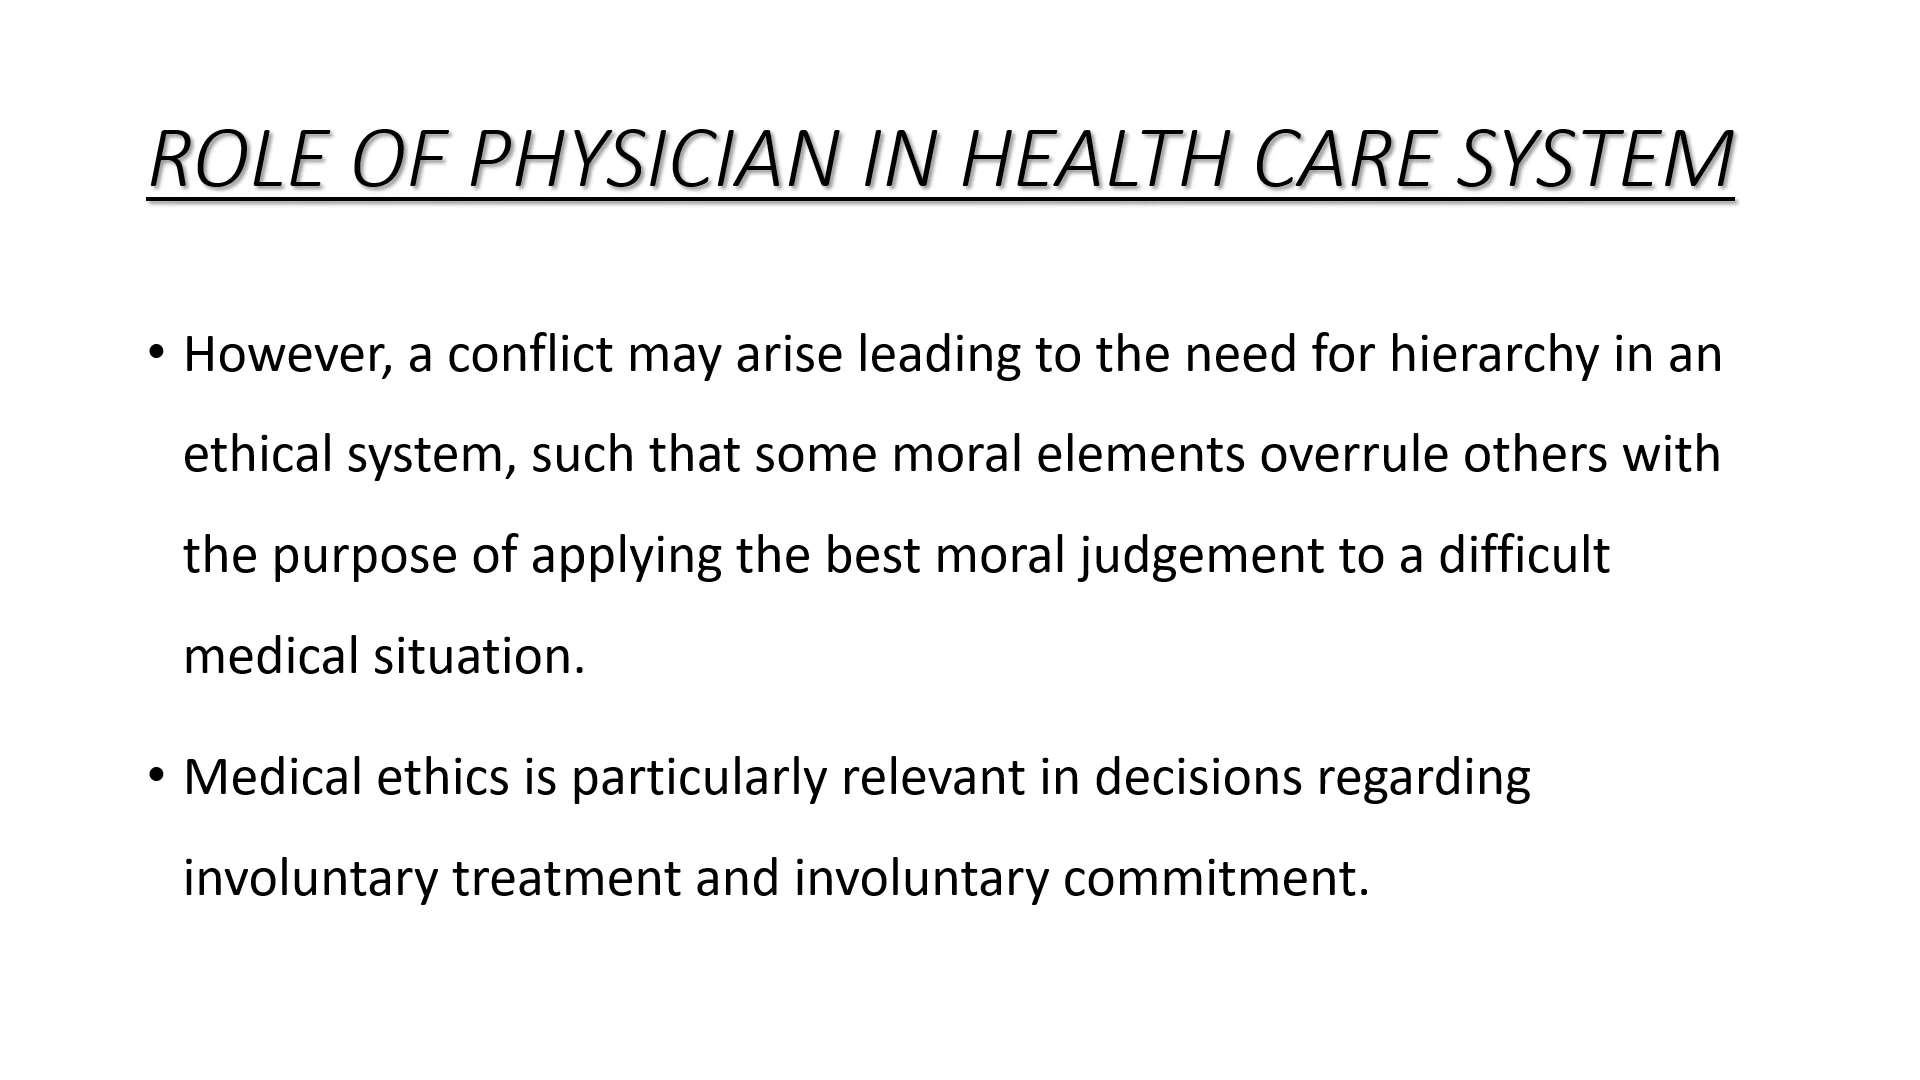 ROLE OF PHYSICIAN IN HEALTH CARE SYSTEM
• However, a conflict may arise leading to the need for hierarchy in an
ethical system, such that some moral elements overrule others with
the purpose of applying the best moral judgement to a difficult
medical situation.
• Medical ethics is particularly relevant in decisions regarding
involuntary treatment and involuntary commitment.